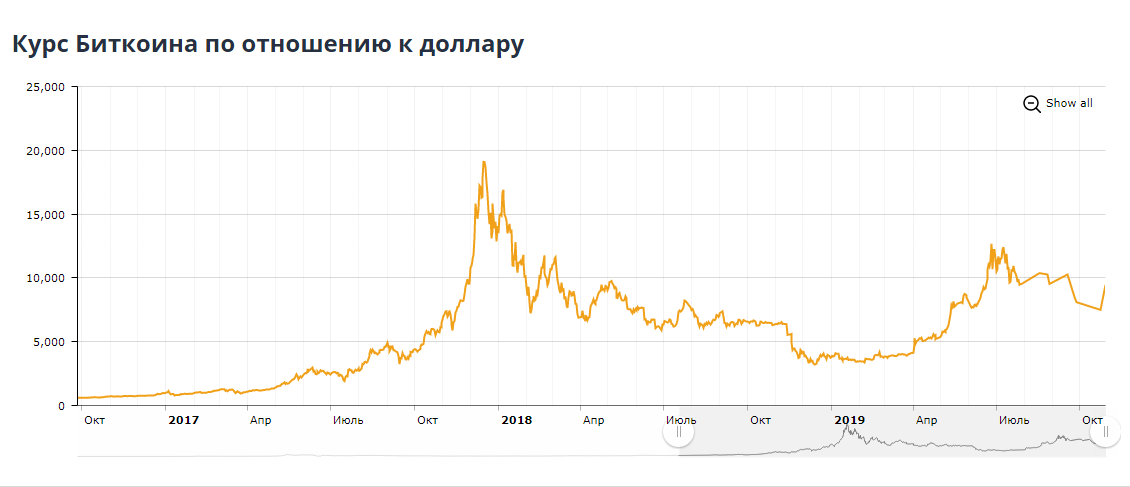 Курс Биткоина по отношению к доллару
25,000
Show all
20,000
15,000
10,000
5,000
0
Окт 2017 Апр Июль Окт 2018 Апр Июль Окт 2019 Апр Июль Окт